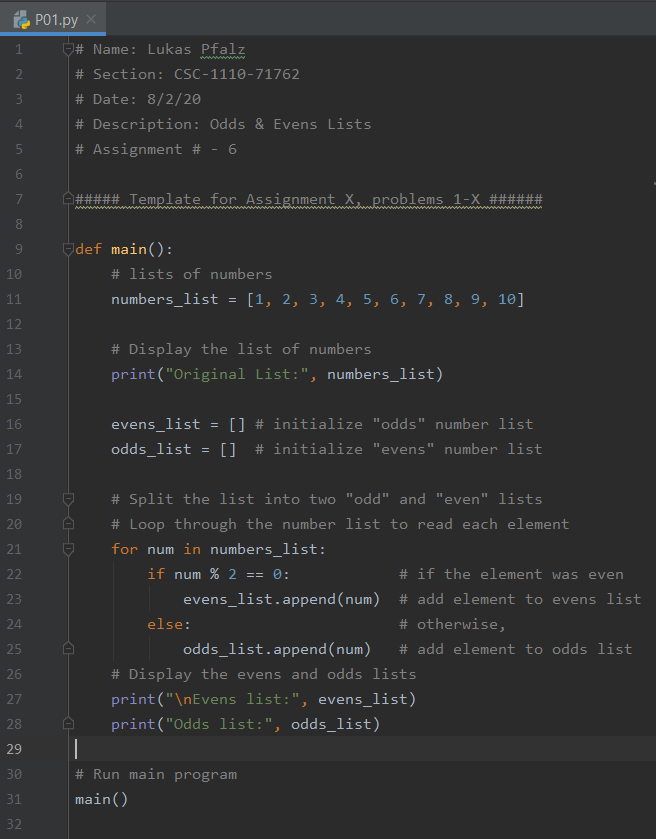 P01.py
1 # Name: Lukas Pfalz
2 # Section: CSC-1110-71762
3 # Date: 8/2/20
4 # Description: Odds & Evens Lists
5 # Assignment # - 6
6
7 ##### Template for Assignment X, problems 1-X ######
8
9 def main():
10     # lists of numbers
11     numbers_list = [1, 2, 3, 4, 5, 6, 7, 8, 9, 10]
12
13     # Display the list of numbers
14     print("Original List:", numbers_list)
15
16     evens_list = [] # initialize "odds" number list
17     odds_list = []  # initialize "evens" number list
18
19     # Split the list into two "odd" and "even" lists
20     # Loop through the number list to read each element
21     for num in numbers_list:
22         if num % 2 == 0:            # if the element was even
23             evens_list.append(num)  # add element to evens list
24         else:                       # otherwise,
25             odds_list.append(num)   # add element to odds list
26     # Display the evens and odds lists
27     print("\nEvens list:", evens_list)
28     print("Odds list:", odds_list)
29
30 # Run main program
31 main()
32